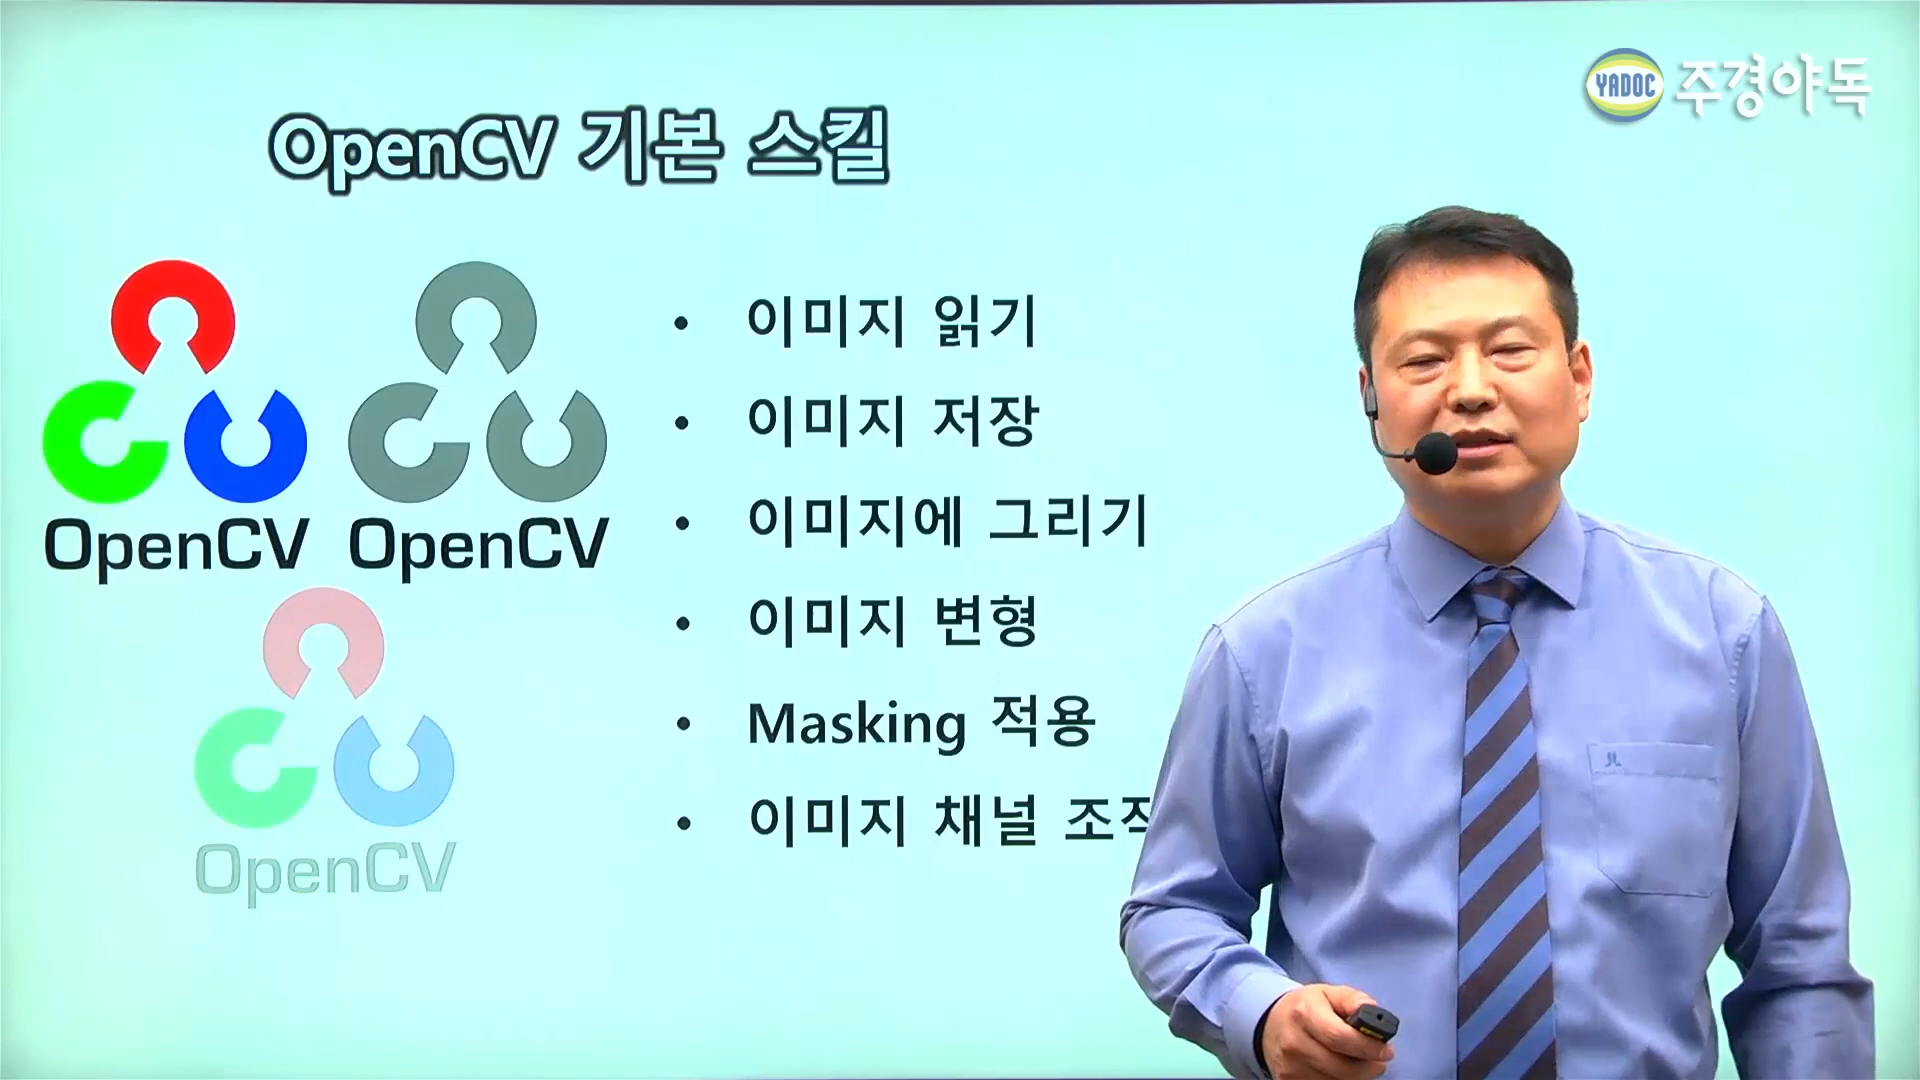 YADOC 주경야독
OpenCV 기본 스킬
OpenCV OpenCV
OpenCV
• 이미지 읽기
• 이미지 저장
• 이미지에 그리기
• 이미지 변형
• Masking 적용
• 이미지 채널